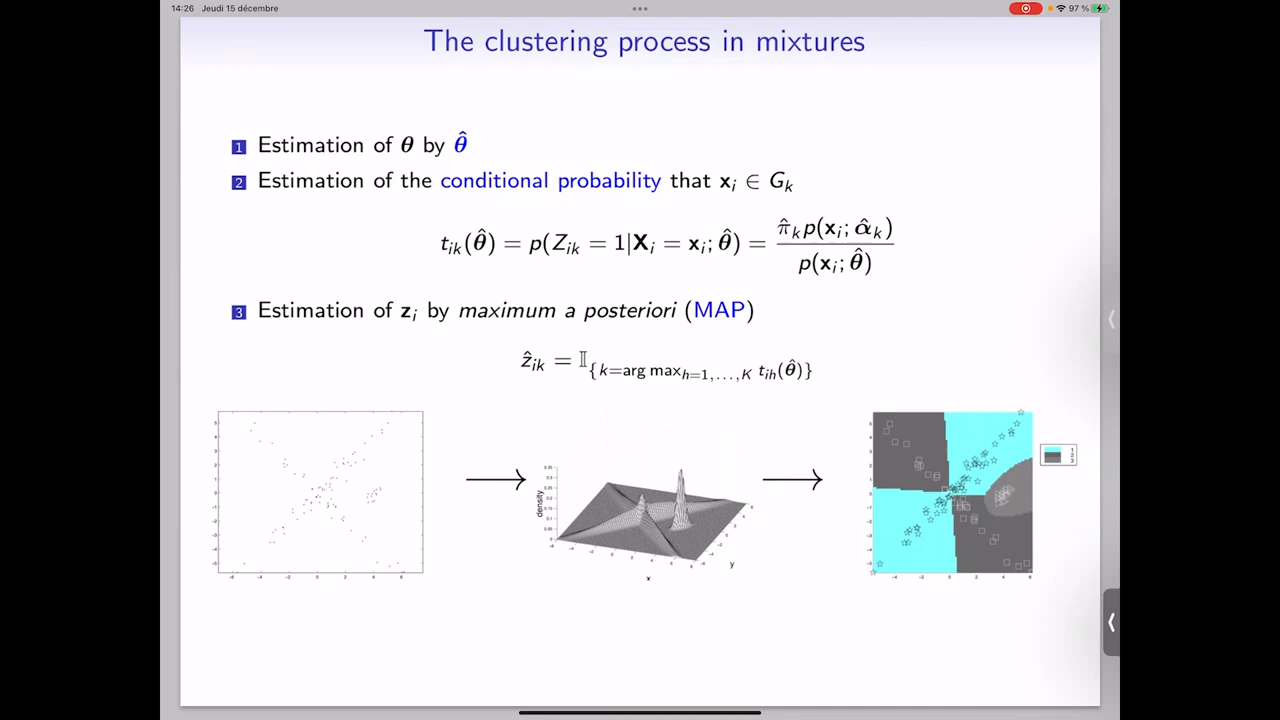 14:26 Jeudi 15 décembre
97 %
The clustering process in mixtures
1 Estimation of θ by θ̂
2 Estimation of the conditional probability that xᵢ ∈ Gₖ
tᵢₖ(θ̂) = p(Zᵢₖ = 1|Xᵢ = xᵢ; θ̂) = π̂ₖp(xᵢ; α̂ₖ) / p(xᵢ; θ̂)
3 Estimation of zᵢ by maximum a posteriori (MAP)
ẑᵢₖ = 𝕀{k=arg max_{h=1,...,K} tᵢₕ(θ̂)}
density
x
y